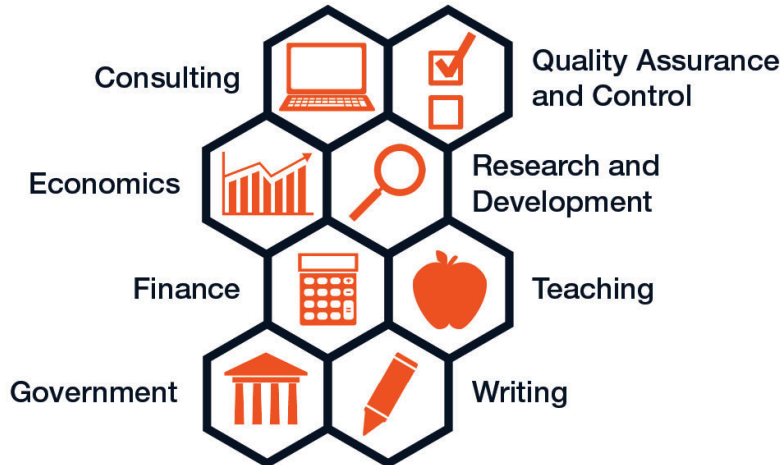 Consulting
Quality Assurance
and Control
Economics
Research and
Development
Finance
Teaching
Government
Writing